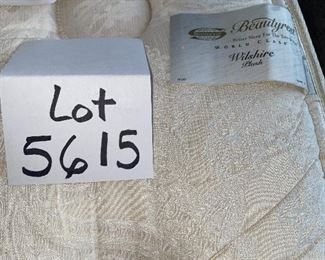 Lot
5615
Beautyrest
WORLD CLASS
Wilshire
Plush